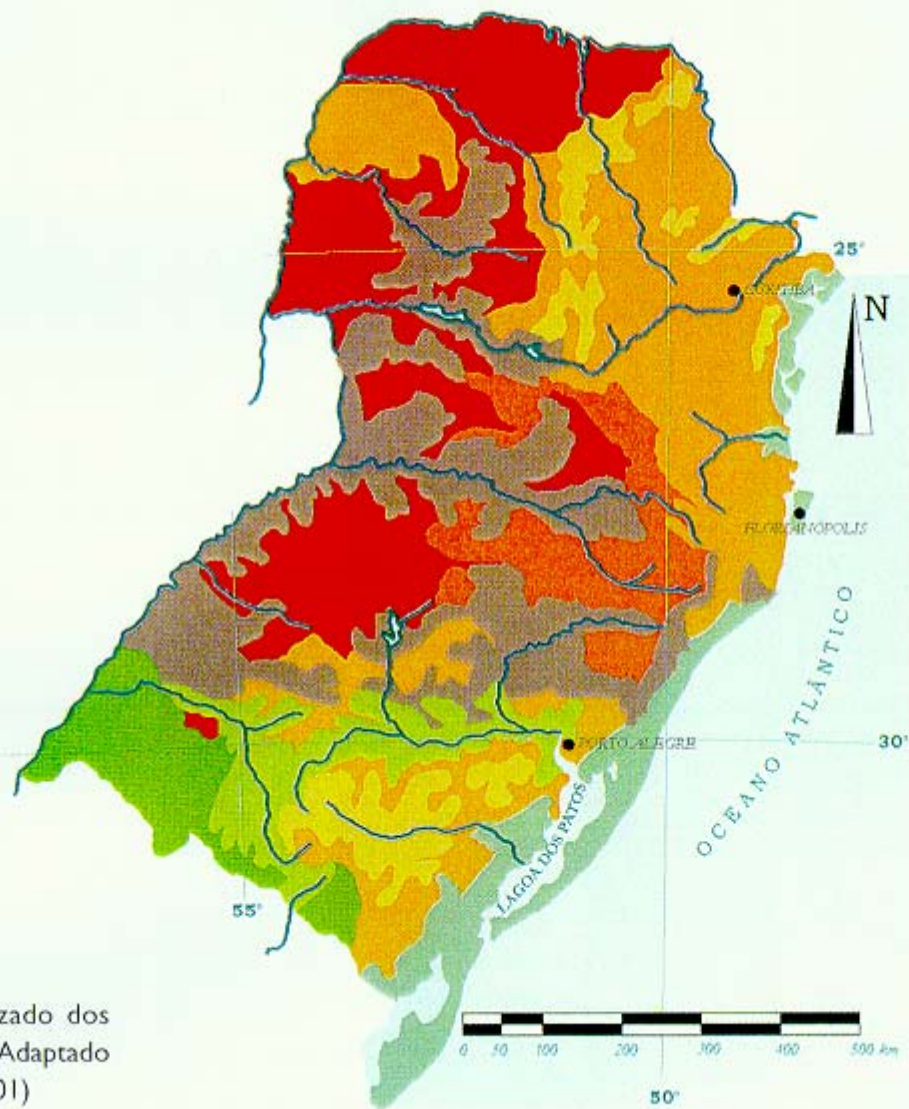 25°
CURITIBA
N
FLORIANÓPOLIS
OCEANO ATLÂNTICO
30°
PORTO ALEGRE
LAGOA DOS PATOS
55°
zado dos
Adaptado
01)
0 50 100 200 300 400 500 km
50°